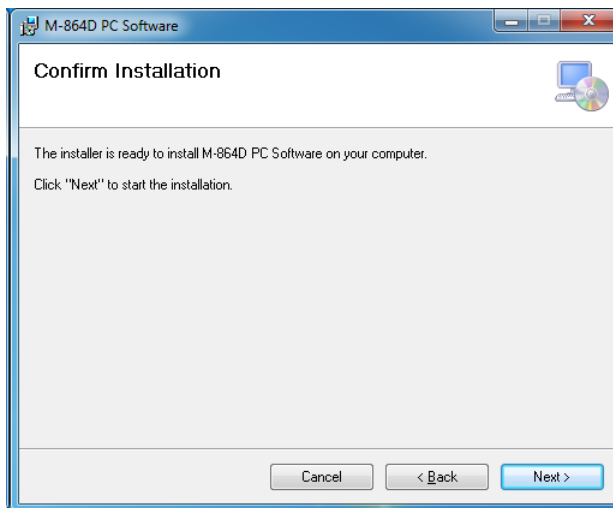 M-864D PC Software
Confirm Installation
The installer is ready to install M-864D PC Software on your computer.
Click "Next" to start the installation.
Cancel
< Back
Next >